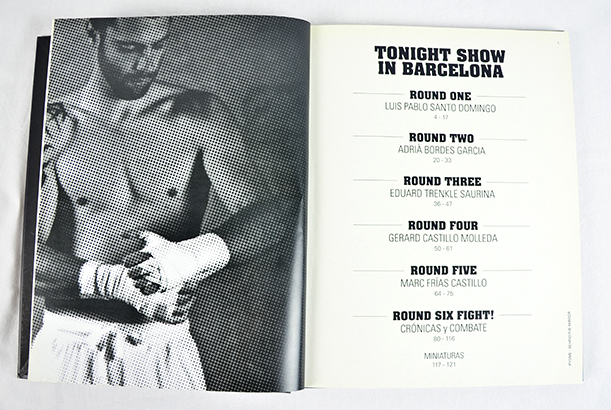 TONIGHT SHOW
IN BARCELONA
ROUND ONE
LUIS PABLO SANTO DOMINGO
4 - 17
ROUND TWO
ADRIÀ BORDES GARCIA
20 - 33
ROUND THREE
EDUARD TRENKLE SAURINA
36 - 47
ROUND FOUR
GERARD CASTILLO MOLLEDA
50 - 61
ROUND FIVE
MARC FRÍAS CASTILLO
64 - 75
ROUND SIX FIGHT!
CRÓNICAS y COMBATE
80 - 116
MINIATURAS
117 - 121